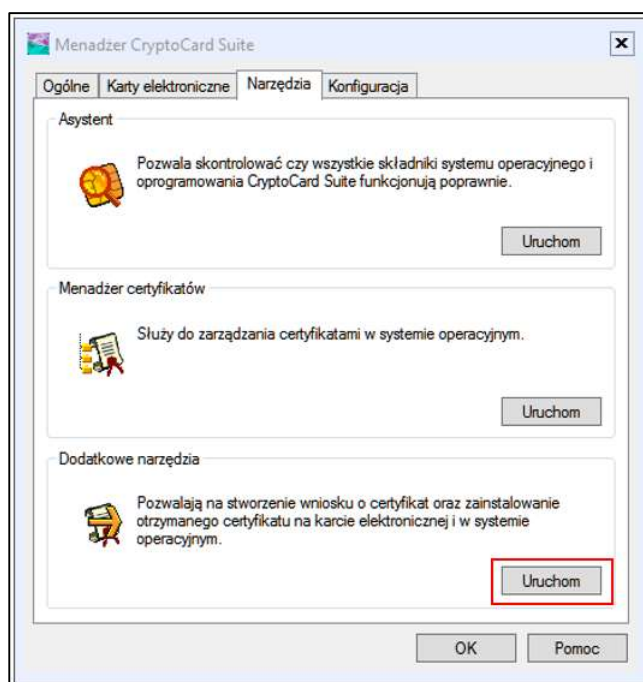 Menadżer CryptoCard Suite
Ogólne Karty elektroniczne Narzędzia Konfiguracja
Asystent
Pozwala skontrolować czy wszystkie składniki systemu operacyjnego i
oprogramowania CryptoCard Suite funkcjonują poprawnie.
Uruchom
Menadżer certyfikatów
Służy do zarządzania certyfikatami w systemie operacyjnym.
Uruchom
Dodatkowe narzędzia
Pozwalają na stworzenie wniosku o certyfikat oraz zainstalowanie
otrzymanego certyfikatu na karcie elektronicznej i w systemie
operacyjnym.
Uruchom
OK Pomoc